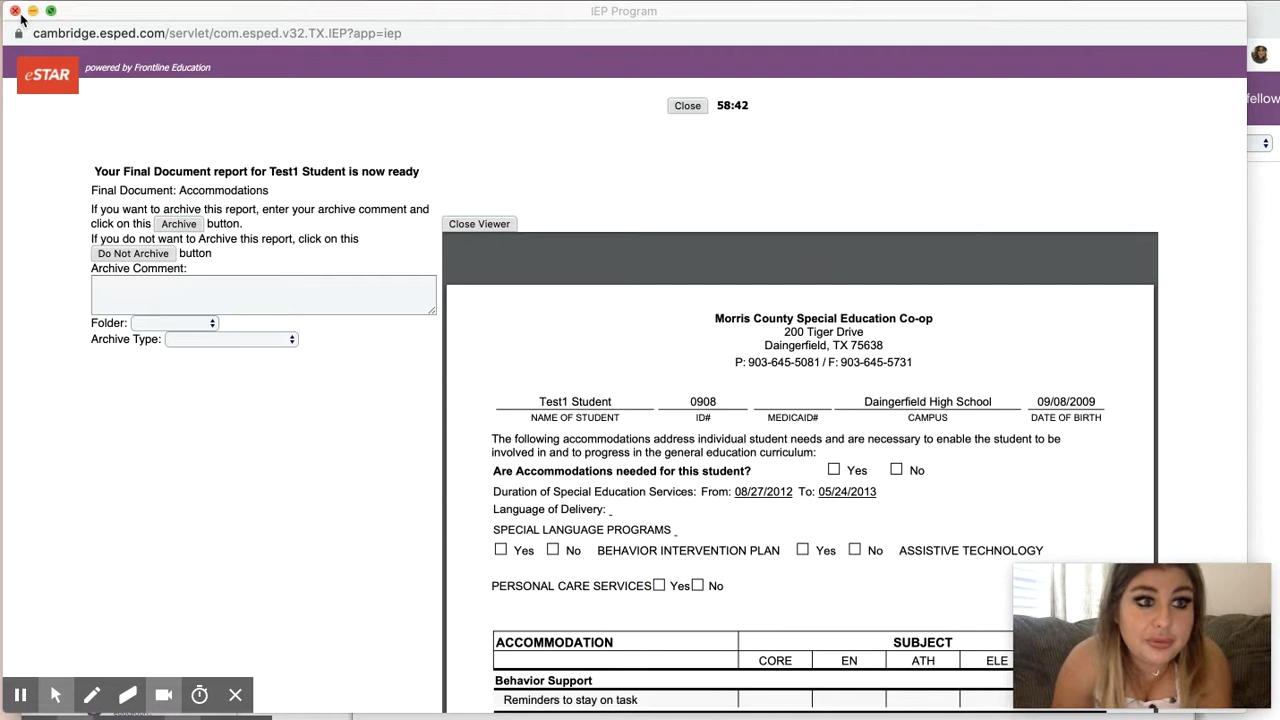 IEP Program
cambridge.esped.com/servlet/com.esped.v32.TX.IEP?app=iep
eSTAR powered by Frontline Education
fellow
Close 58:42
Your Final Document report for Test1 Student is now ready
Final Document: Accommodations
If you want to archive this report, enter your archive comment and
click on this Archive button.
If you do not want to Archive this report, click on this
Do Not Archive button
Archive Comment:
Folder:
Archive Type:
Close Viewer
Morris County Special Education Co-op
200 Tiger Drive
Daingerfield, TX 75638
P: 903-645-5081 / F: 903-645-5731
Test1 Student 0908 Daingerfield High School 09/08/2009
NAME OF STUDENT ID# MEDICAID# CAMPUS DATE OF BIRTH
The following accommodations address individual student needs and are necessary to enable the student to be
involved in and to progress in the general education curriculum:
Are Accommodations needed for this student? Yes No
Duration of Special Education Services: From: 08/27/2012 To: 05/24/2013
Language of Delivery:
SPECIAL LANGUAGE PROGRAMS
Yes No BEHAVIOR INTERVENTION PLAN Yes No ASSISTIVE TECHNOLOGY
PERSONAL CARE SERVICES Yes No
ACCOMMODATION SUBJECT
CORE EN ATH ELE
Behavior Support
Reminders to stay on task